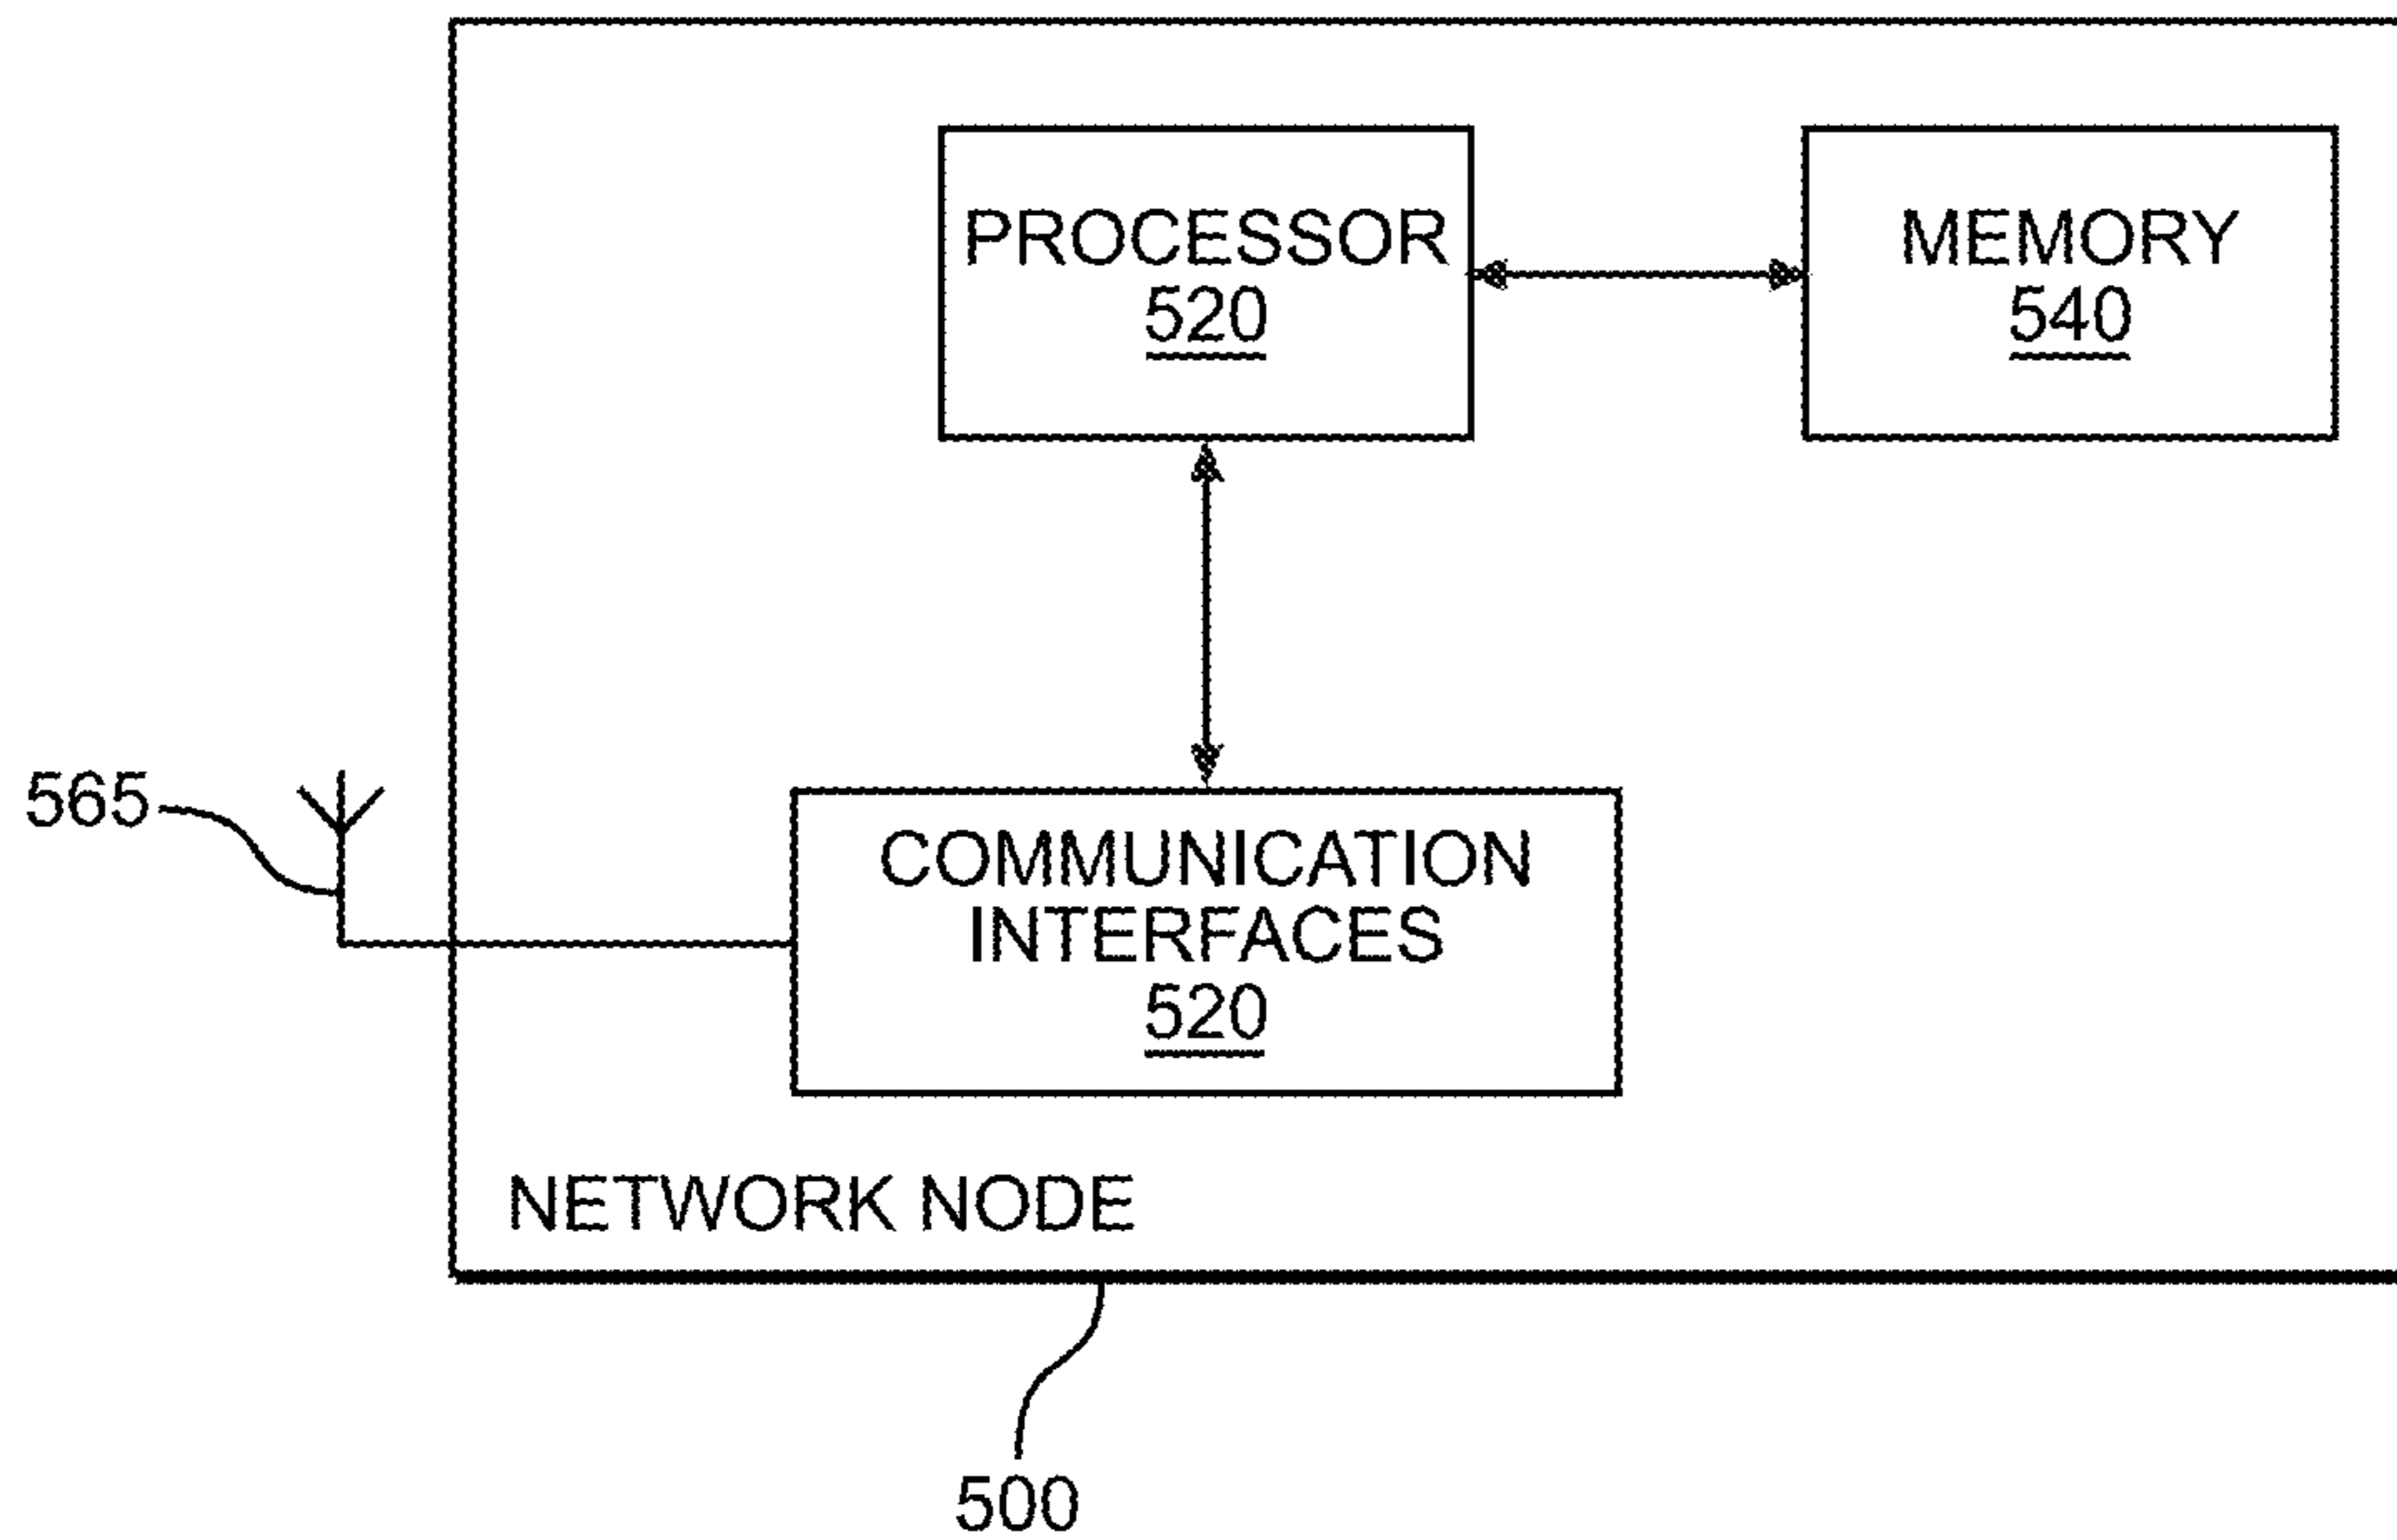 PROCESSOR
520
MEMORY
540
565
COMMUNICATION
INTERFACES
520
NETWORK NODE
500